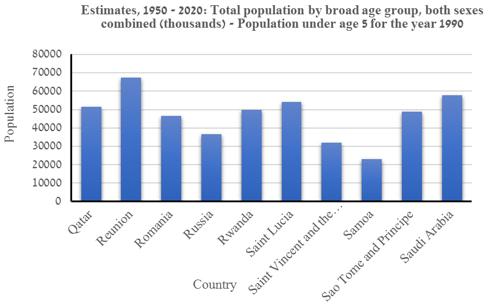 Estimates, 1950 - 2020: Total population by broad age group, both sexes
combined (thousands) - Population under age 5 for the year 1990
Population
80000
70000
60000
50000
40000
30000
20000
10000
0
Qatar
Reunion
Romania
Russia
Rwanda
Saint Lucia
Saint Vincent and the…
Samoa
Sao Tome and Principe
Saudi Arabia
Country